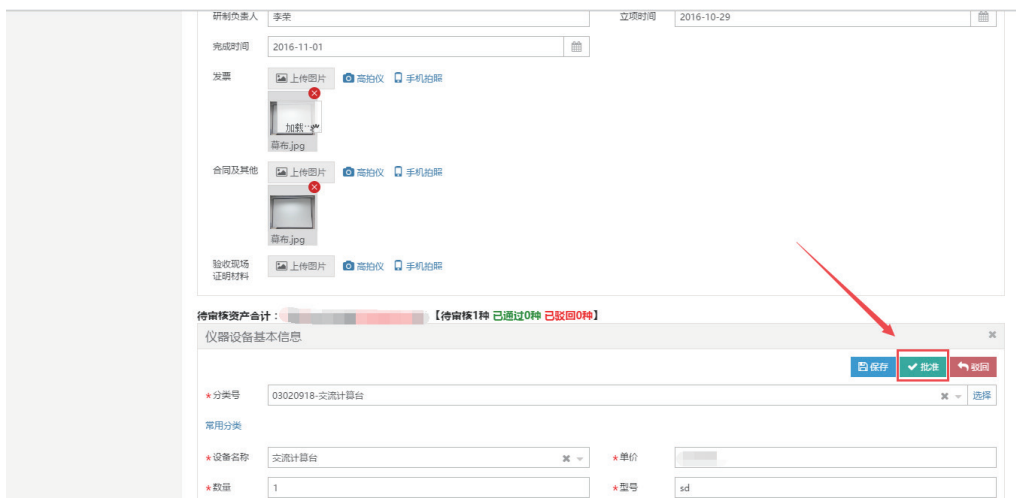 研制负责人 李荣 立项时间 2016-10-29
完成时间 2016-11-01
发票 上传图片 高拍仪 手机拍照
加载
幕布.jpg
合同及其他 上传图片 高拍仪 手机拍照
幕布.jpg
验收现场 上传图片 高拍仪 手机拍照
证明材料
待审核资产合计： 【待审核1种 已通过0种 已驳回0种】
仪器设备基本信息
保存 批准 驳回
*分类号 03020918-交流计算台 选择
常用分类
*设备名称 交流计算台 *单价
*数量 1 *型号 sd